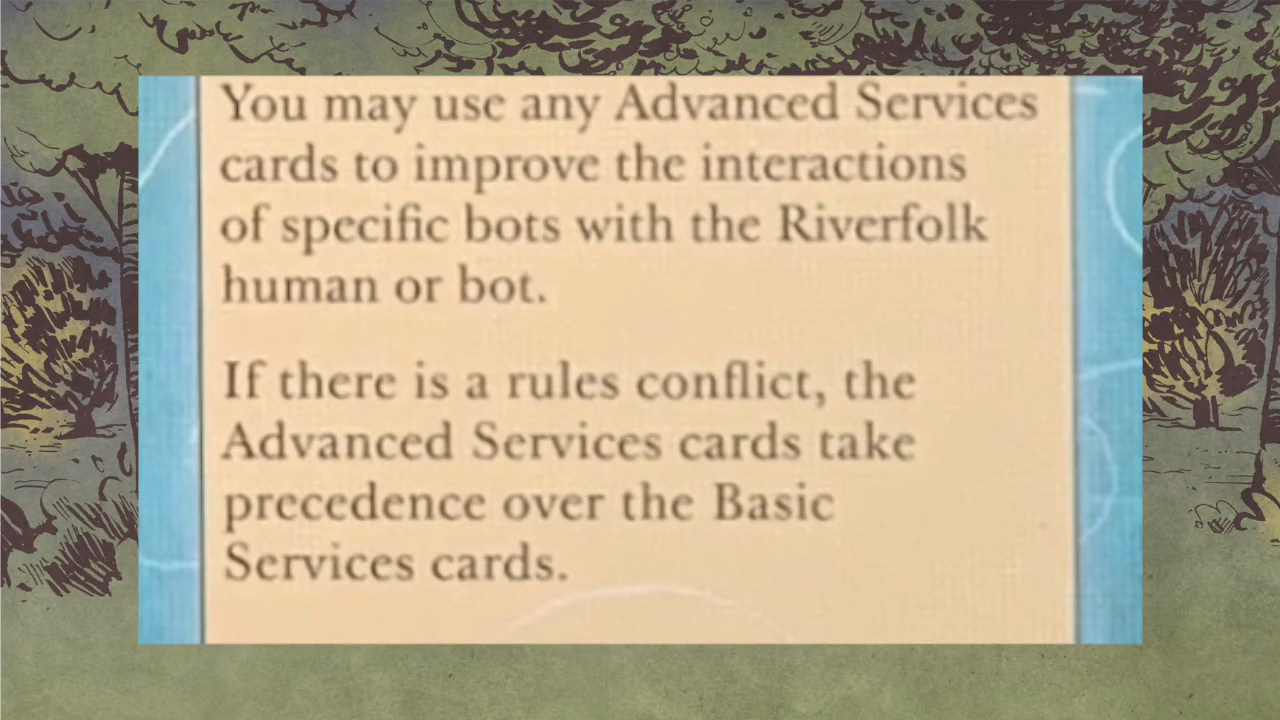 You may use any Advanced Services
cards to improve the interactions
of specific bots with the Riverfolk
human or bot.
If there is a rules conflict, the
Advanced Services cards take
precedence over the Basic
Services cards.